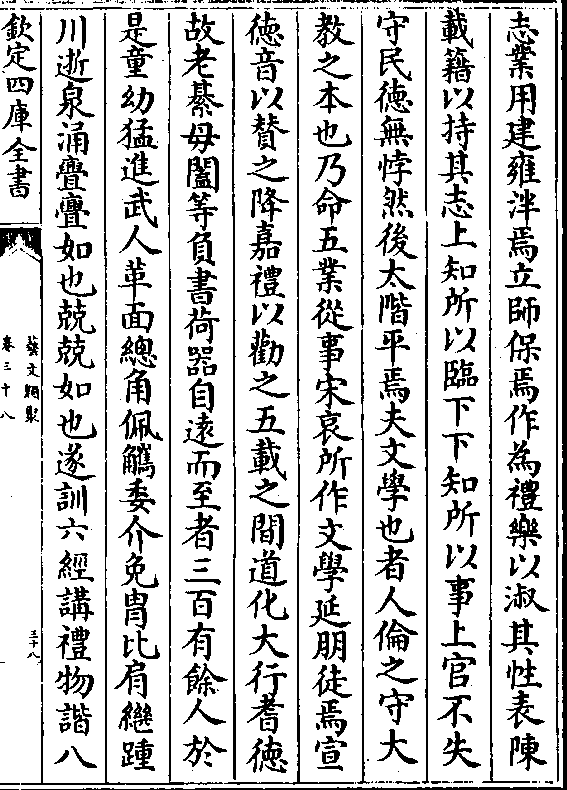 志業用建雍泮焉立師保焉作為禮樂以淑其性表陳
載籍以持其志上知所以臨下下知所以事上官不失
守民徳無悖然後太階平焉夫文學也者人倫之守大
教之本也乃命五業從事宋衷所作文學延朋徒焉宣
徳音以賛之降嘉禮以勸之五載之間道化大行耆徳
故老綦毋闓等負書荷器自逺而至者三百有餘人於
是童幼猛進武人革面總角佩觿委介免胄比肩繼踵
川逝泉涌亹亹如也兢兢如也遂訓六經講禮物諧八
欽定四庫全書
藝文類聚
卷三十八
三十八